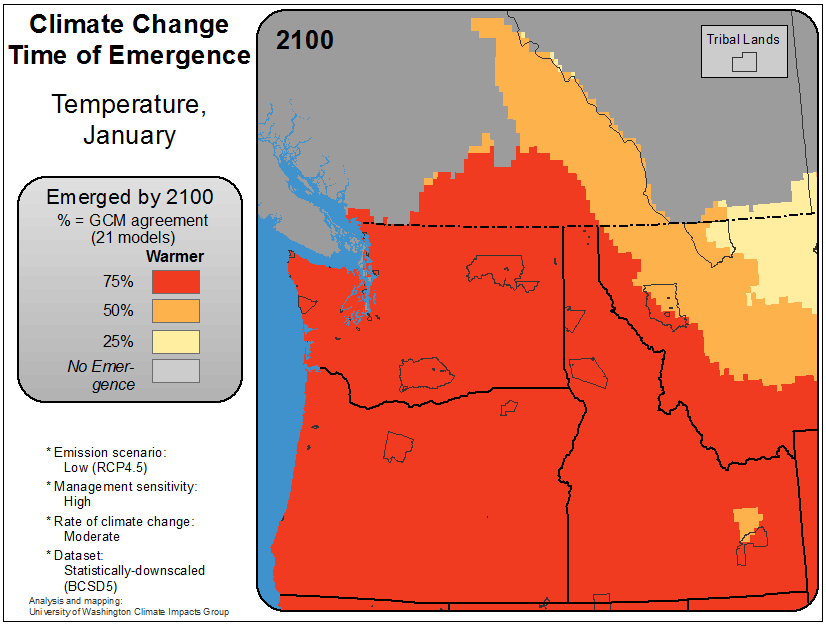 Climate Change
Time of Emergence
Temperature,
January
Emerged by 2100
% = GCM agreement
(21 models)
Warmer
75%
50%
25%
No Emer-
gence
* Emission scenario:
Low (RCP4.5)
* Management sensitivity:
High
* Rate of climate change:
Moderate
* Dataset:
Statistically-downscaled
(BCSD5)
Analysis and mapping:
University of Washington Climate Impacts Group
2100
Tribal Lands